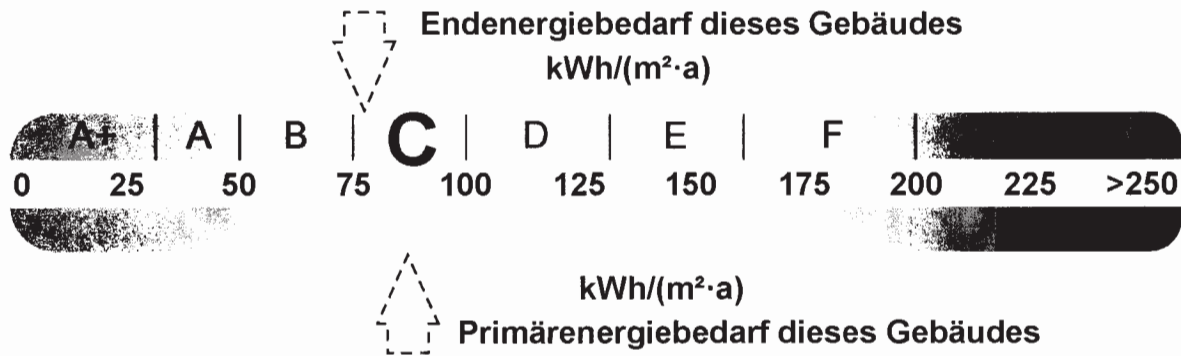 Endenergiebedarf dieses Gebäudes
kWh/(m²·a)
A+ | A | B | C | D | E | F |
0 25 50 75 100 125 150 175 200 225 >250
kWh/(m²·a)
Primärenergiebedarf dieses Gebäudes